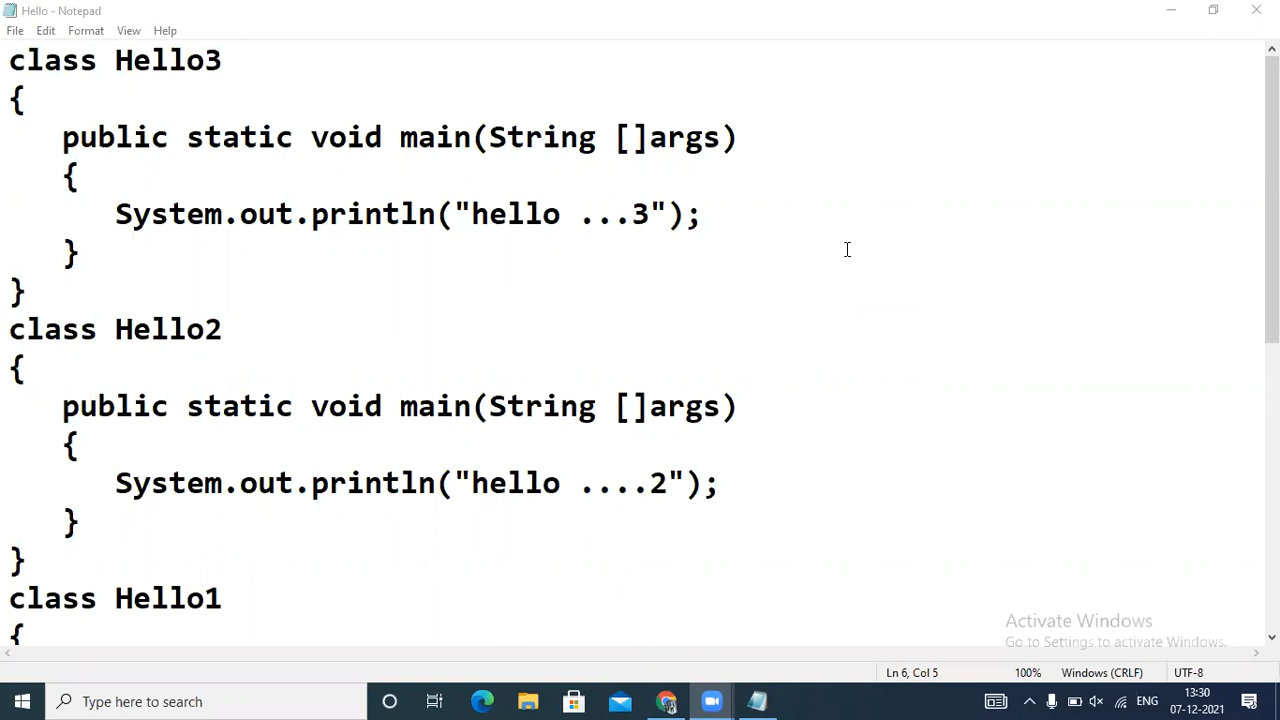 Hello - Notepad
File Edit Format View Help
class Hello3
{
public static void main(String []args)
{
System.out.println("hello ...3");
}
}
class Hello2
{
public static void main(String []args)
{
System.out.println("hello ....2");
}
}
class Hello1
{
Activate Windows
Go to Settings to activate Windows.
Ln 6, Col 5 100% Windows (CRLF) UTF-8
Type here to search
ENG
13:30
07-12-2021